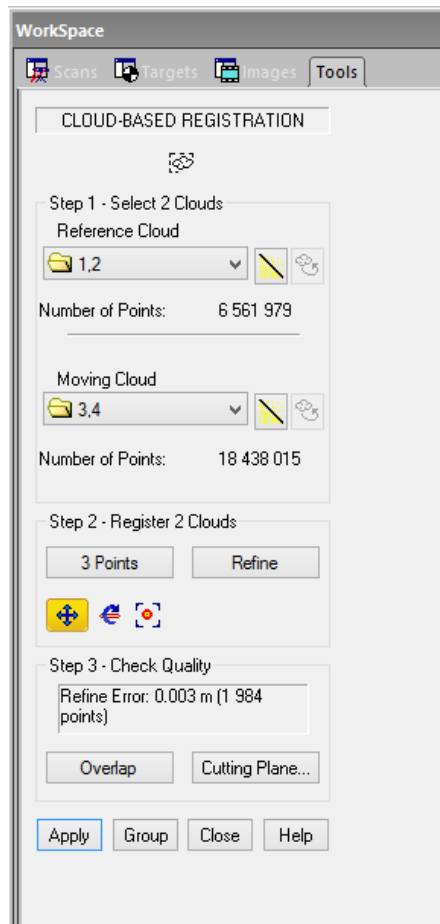 WorkSpace
Scans Targets Images Tools
CLOUD-BASED REGISTRATION
Step 1 - Select 2 Clouds
Reference Cloud
1,2
Number of Points: 6 561 979
Moving Cloud
3,4
Number of Points: 18 438 015
Step 2 - Register 2 Clouds
3 Points Refine
Step 3 - Check Quality
Refine Error: 0.003 m (1 984
points)
Overlap Cutting Plane...
Apply Group Close Help